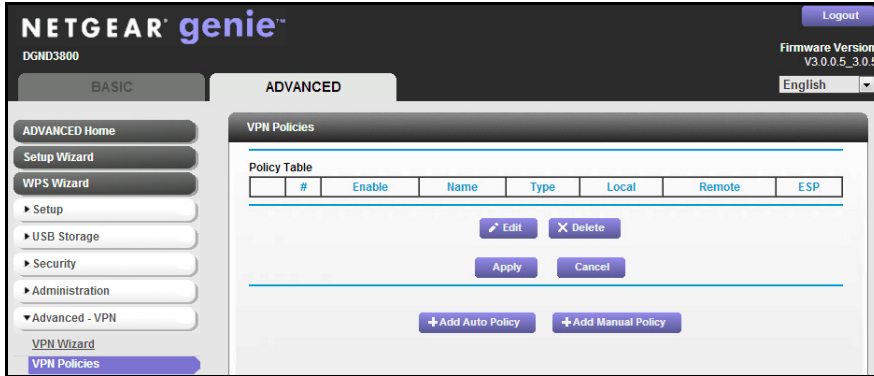 NETGEAR® genie™
Logout
DGND3800
Firmware Version
V3.0.0.5_3.0.5
English
BASIC
ADVANCED
ADVANCED Home
Setup Wizard
WPS Wizard
Setup
USB Storage
Security
Administration
Advanced - VPN
VPN Wizard
VPN Policies
VPN Policies
Policy Table
# Enable Name Type Local Remote ESP
Edit Delete
Apply Cancel
+Add Auto Policy +Add Manual Policy